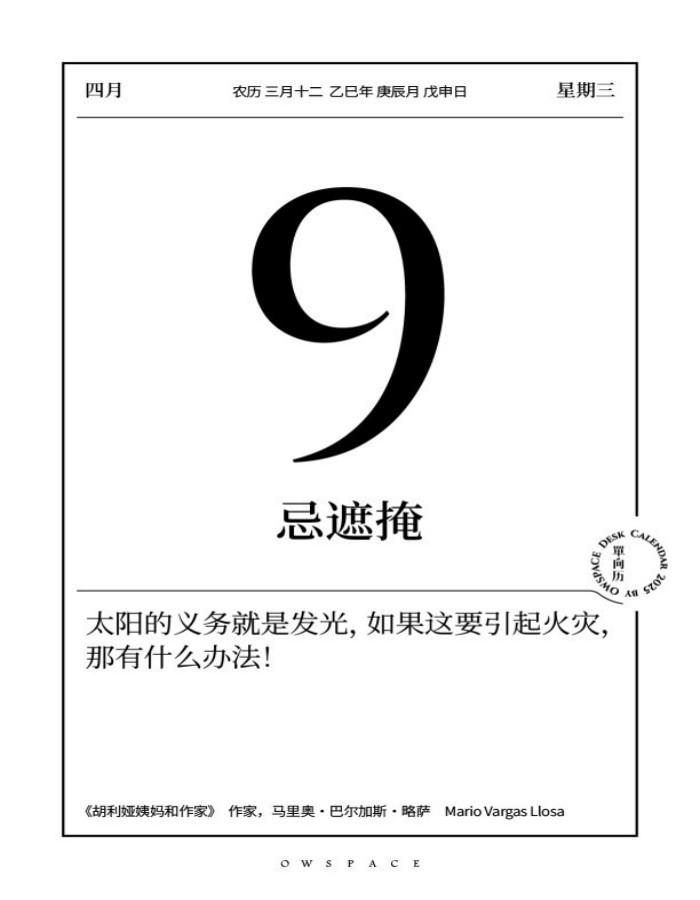 四月
农历 三月十二 乙巳年 庚辰月 戊申日
星期三
9
忌遮掩
單向历
OWSPACE DESK CALENDAR 2025 BY
太阳的义务就是发光, 如果这要引起火灾,
那有什么办法!
《胡利娅姨妈和作家》 作家，马里奥·巴尔加斯·略萨 Mario Vargas Llosa
OWSPACE